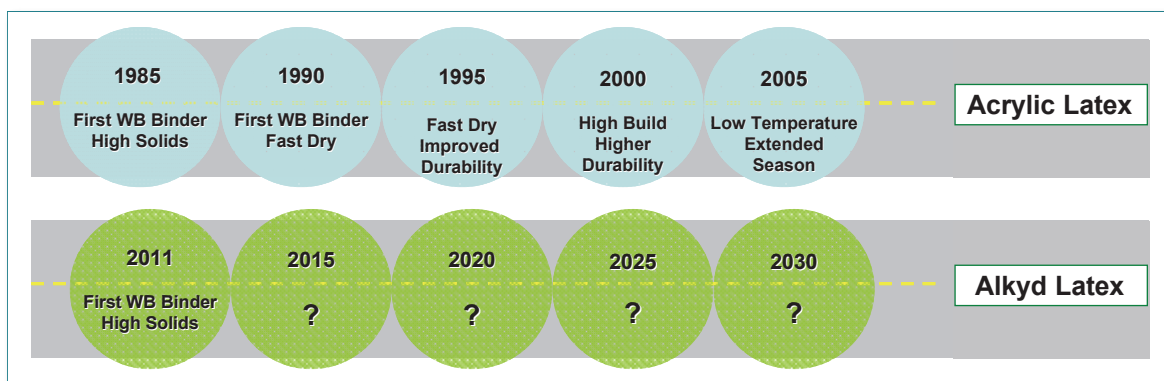 1985
First WB Binder
High Solids
1990
First WB Binder
Fast Dry
1995
Fast Dry
Improved
Durability
2000
High Build
Higher
Durability
2005
Low Temperature
Extended
Season
Acrylic Latex
2011
First WB Binder
High Solids
2015
?
2020
?
2025
?
2030
?
Alkyd Latex